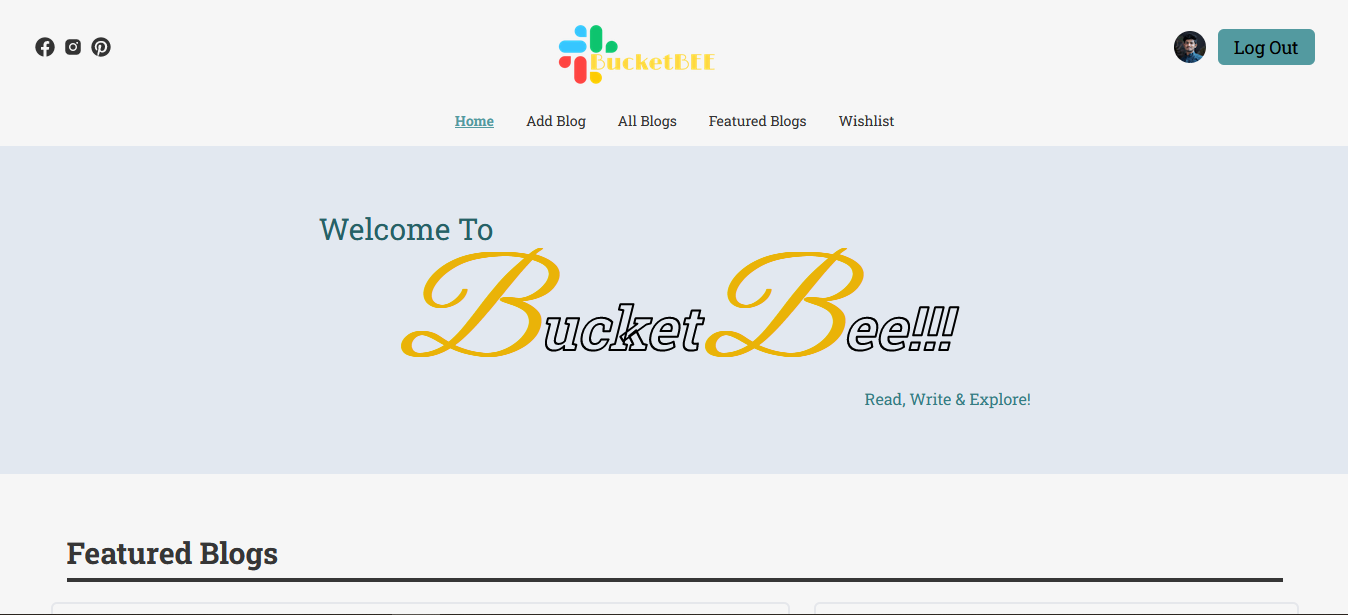 BucketBEE
Log Out
Home Add Blog All Blogs Featured Blogs Wishlist
Welcome To
BucketBee!!!
Read, Write & Explore!
Featured Blogs